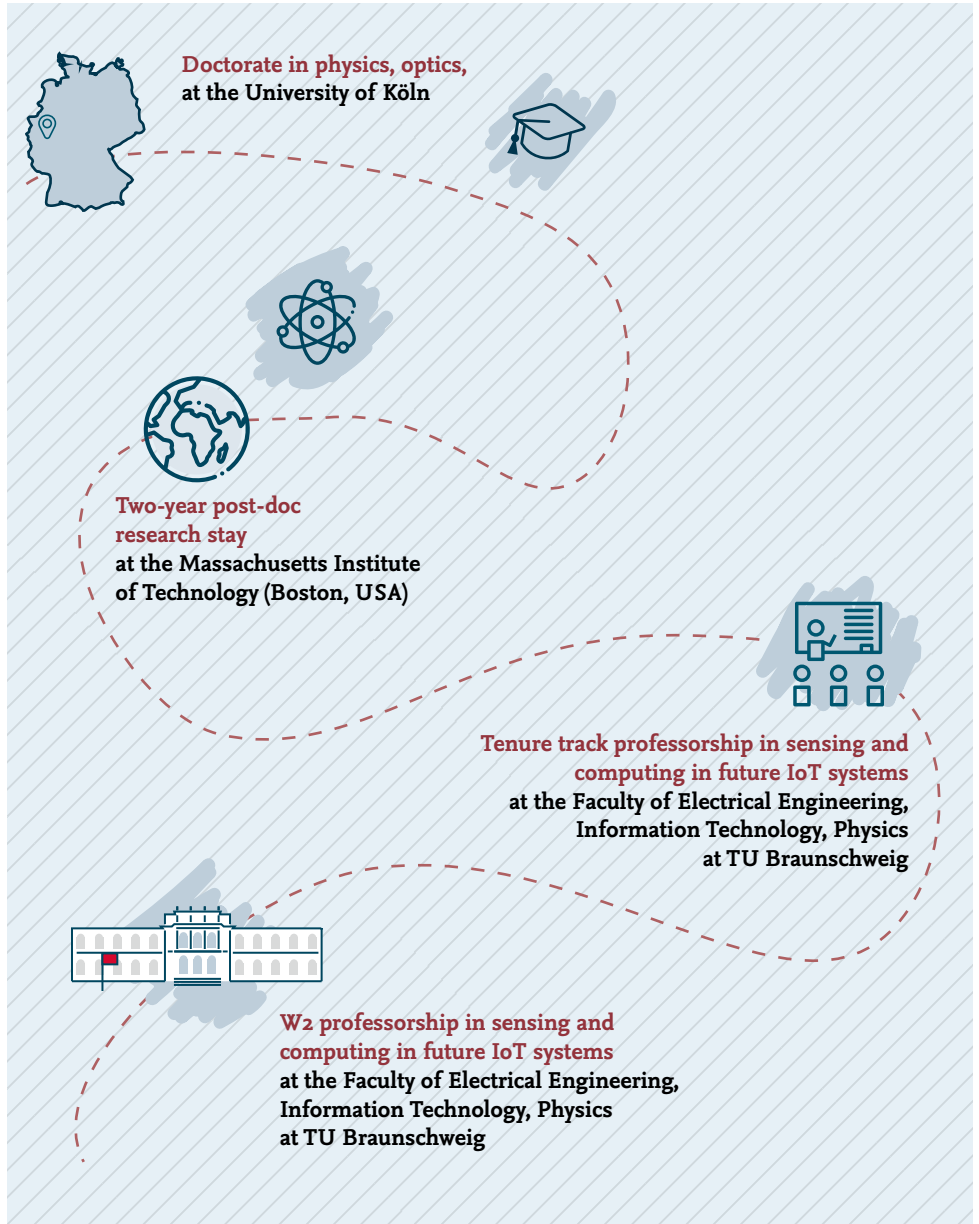 Doctorate in physics, optics,
at the University of Köln
Two-year post-doc
research stay
at the Massachusetts Institute
of Technology (Boston, USA)
Tenure track professorship in sensing and
computing in future IoT systems
at the Faculty of Electrical Engineering,
Information Technology, Physics
at TU Braunschweig
W2 professorship in sensing and
computing in future IoT systems
at the Faculty of Electrical Engineering,
Information Technology, Physics
at TU Braunschweig